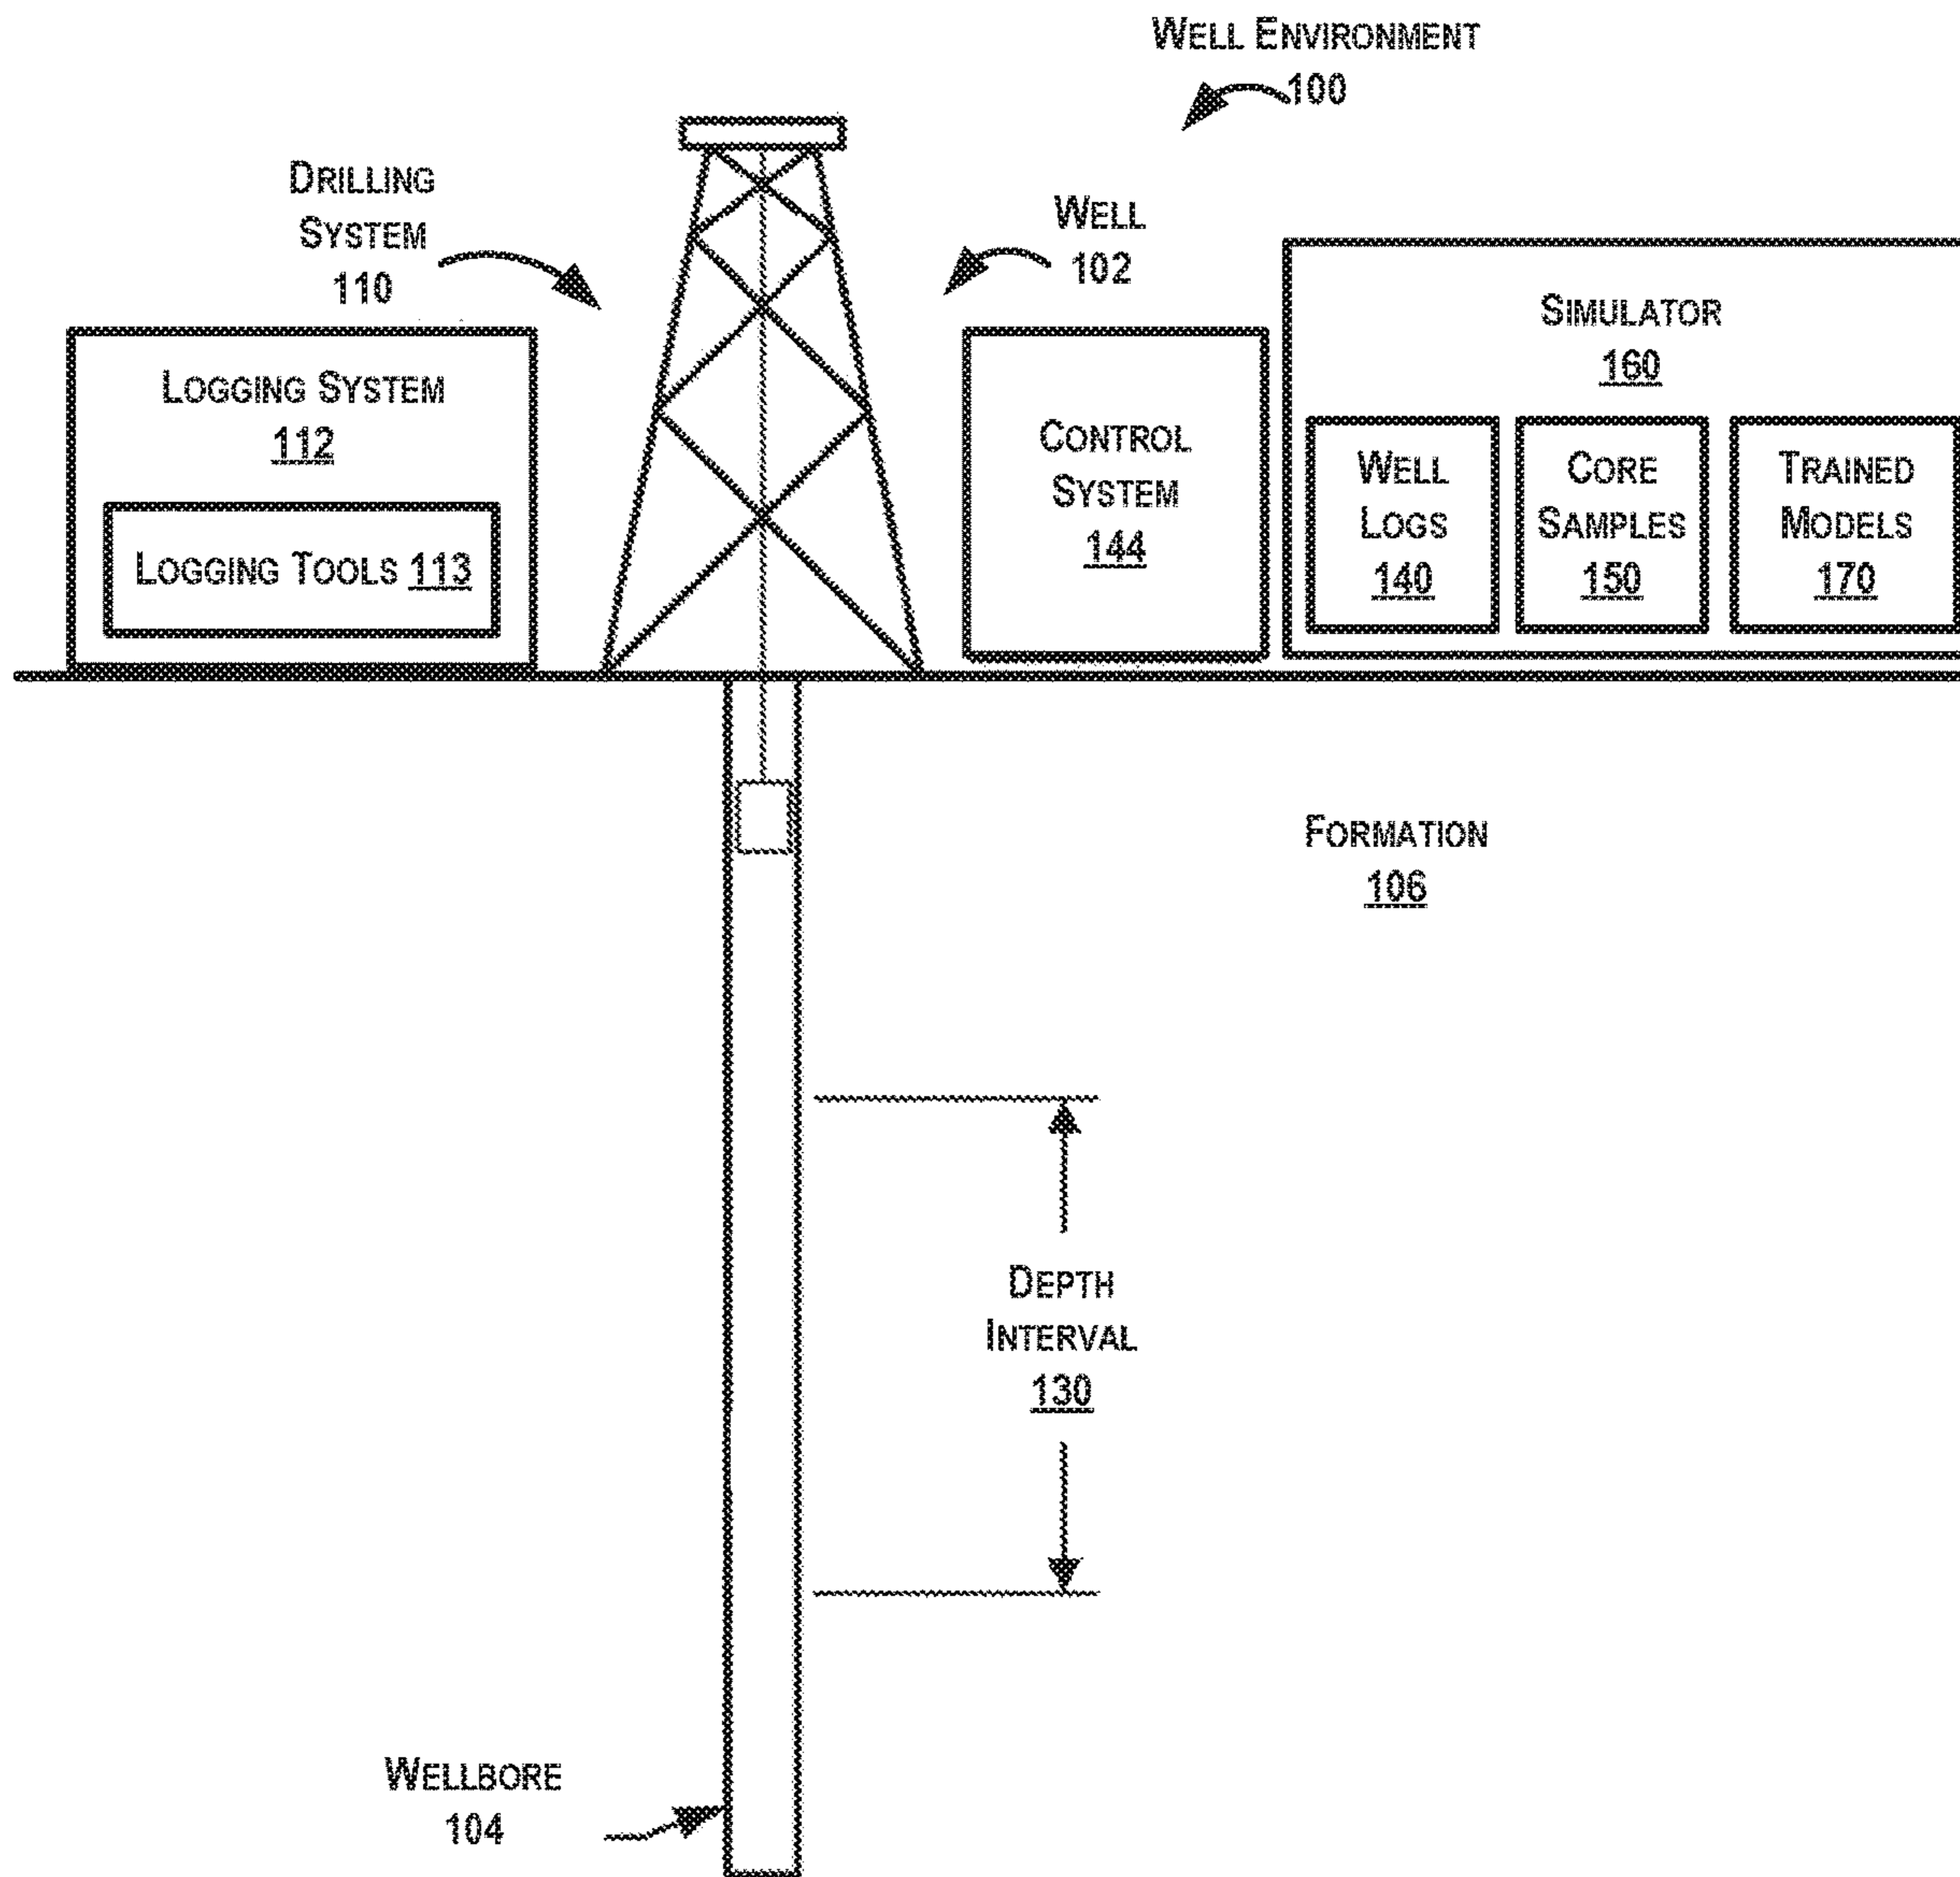 WELL ENVIRONMENT
100
DRILLING
SYSTEM
110
WELL
102
LOGGING SYSTEM
112
LOGGING TOOLS 113
CONTROL
SYSTEM
144
SIMULATOR
160
WELL
LOGS
140
CORE
SAMPLES
150
TRAINED
MODELS
170
FORMATION
106
DEPTH
INTERVAL
130
WELLBORE
104